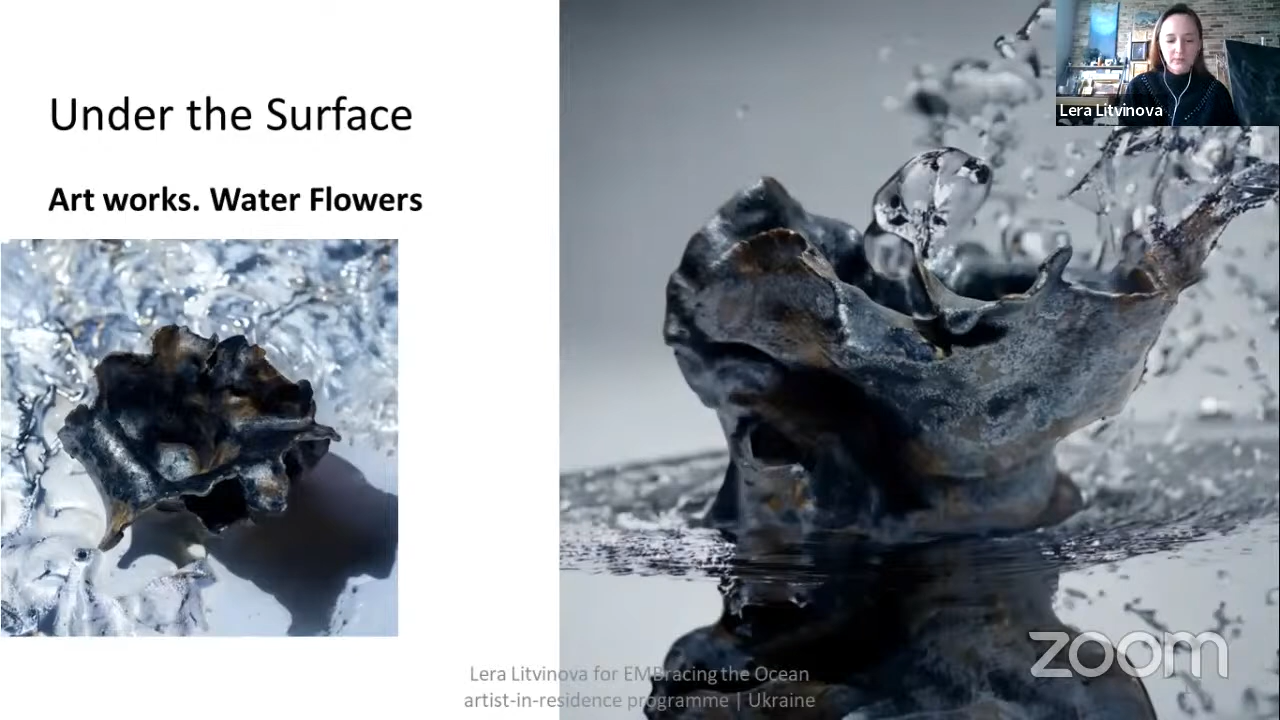 Under the Surface
Art works. Water Flowers
Lera Litvinova
Lera Litvinova for EMBracing the Ocean
artist-in-residence programme | Ukraine
zoom